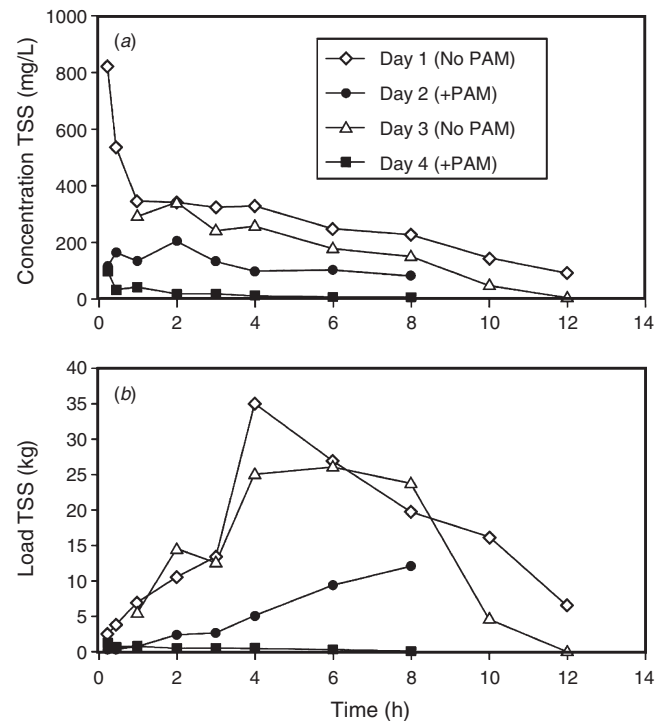 1000
(a)
Day 1 (No PAM)
800
Day 2 (+PAM)
600
Day 3 (No PAM)
Day 4 (+PAM)
400
200
0
Concentration TSS (mg/L)
0 2 4 6 8 10 12 14
40
(b)
35
30
25
20
15
10
5
0
Load TSS (kg)
0 2 4 6 8 10 12 14
Time (h)